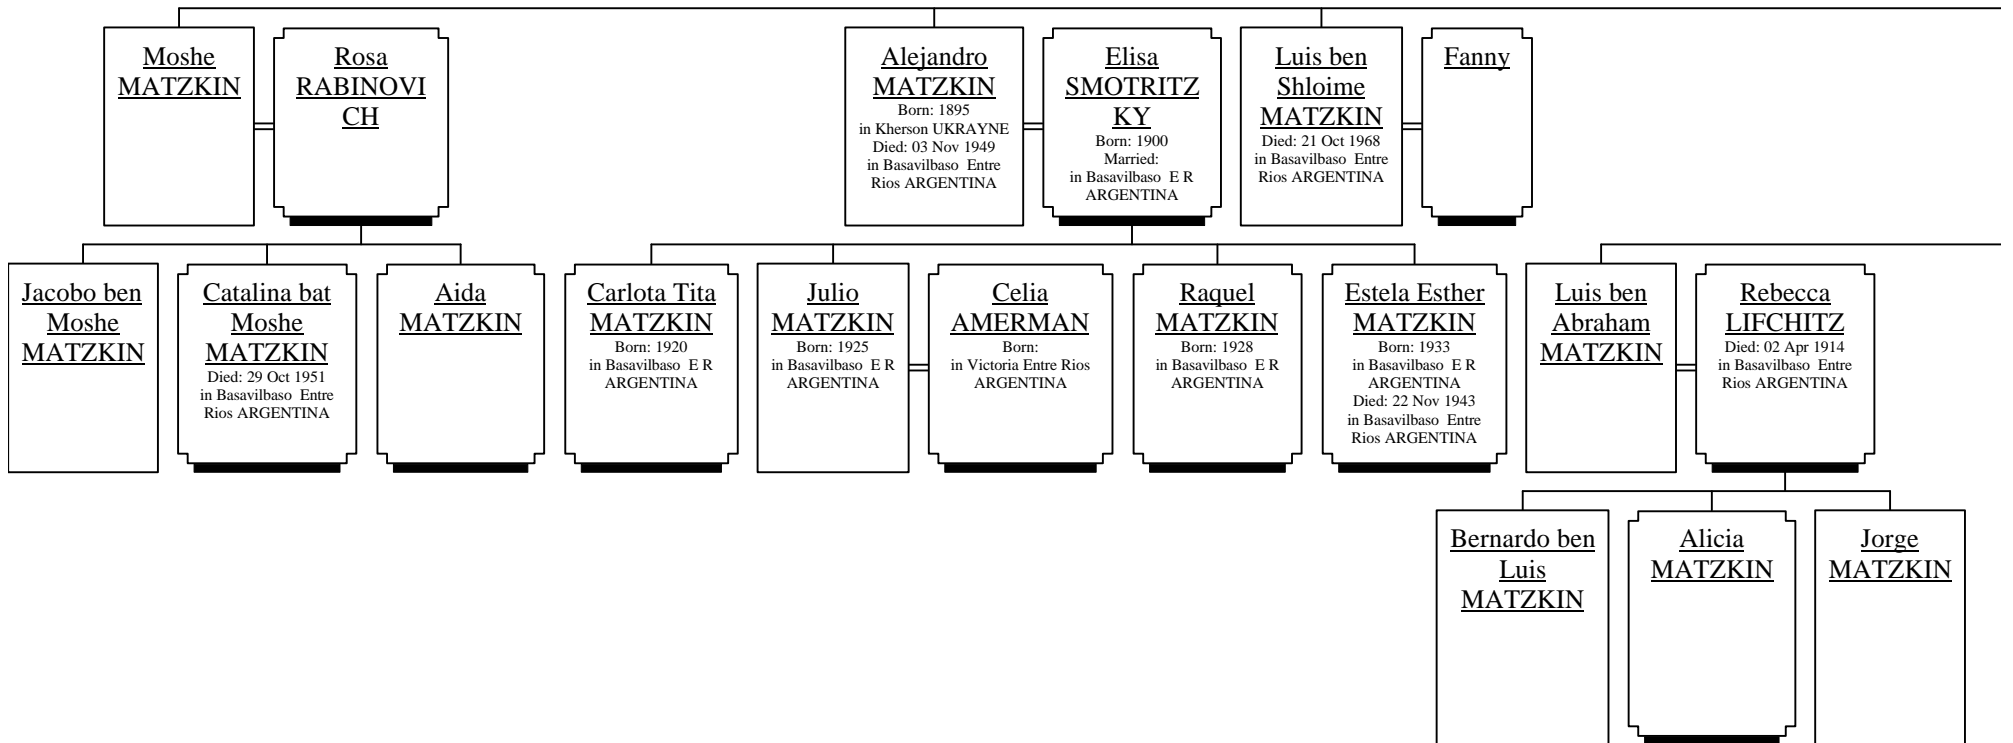 Moshe
MATZKIN
Rosa
RABINOVI
CH
Alejandro
MATZKIN
Born: 1895
in Kherson UKRAYNE
Died: 03 Nov 1949
in Basavilbaso Entre
Rios ARGENTINA
Elisa
SMOTRITZ
KY
Born: 1900
Married:
in Basavilbaso E R
ARGENTINA
Luis ben
Shloime
MATZKIN
Died: 21 Oct 1968
in Basavilbaso Entre
Rios ARGENTINA
Fanny
Jacobo ben
Moshe
MATZKIN
Catalina bat
Moshe
MATZKIN
Died: 29 Oct 1951
in Basavilbaso Entre
Rios ARGENTINA
Aida
MATZKIN
Carlota Tita
MATZKIN
Born: 1920
in Basavilbaso E R
ARGENTINA
Julio
MATZKIN
Born: 1925
in Basavilbaso E R
ARGENTINA
Celia
AMERMAN
Born:
in Victoria Entre Rios
ARGENTINA
Raquel
MATZKIN
Born: 1928
in Basavilbaso E R
ARGENTINA
Estela Esther
MATZKIN
Born: 1933
in Basavilbaso E R
ARGENTINA
Died: 22 Nov 1943
in Basavilbaso Entre
Rios ARGENTINA
Luis ben
Abraham
MATZKIN
Rebecca
LIFCHITZ
Died: 02 Apr 1914
in Basavilbaso Entre
Rios ARGENTINA
Bernardo ben
Luis
MATZKIN
Alicia
MATZKIN
Jorge
MATZKIN